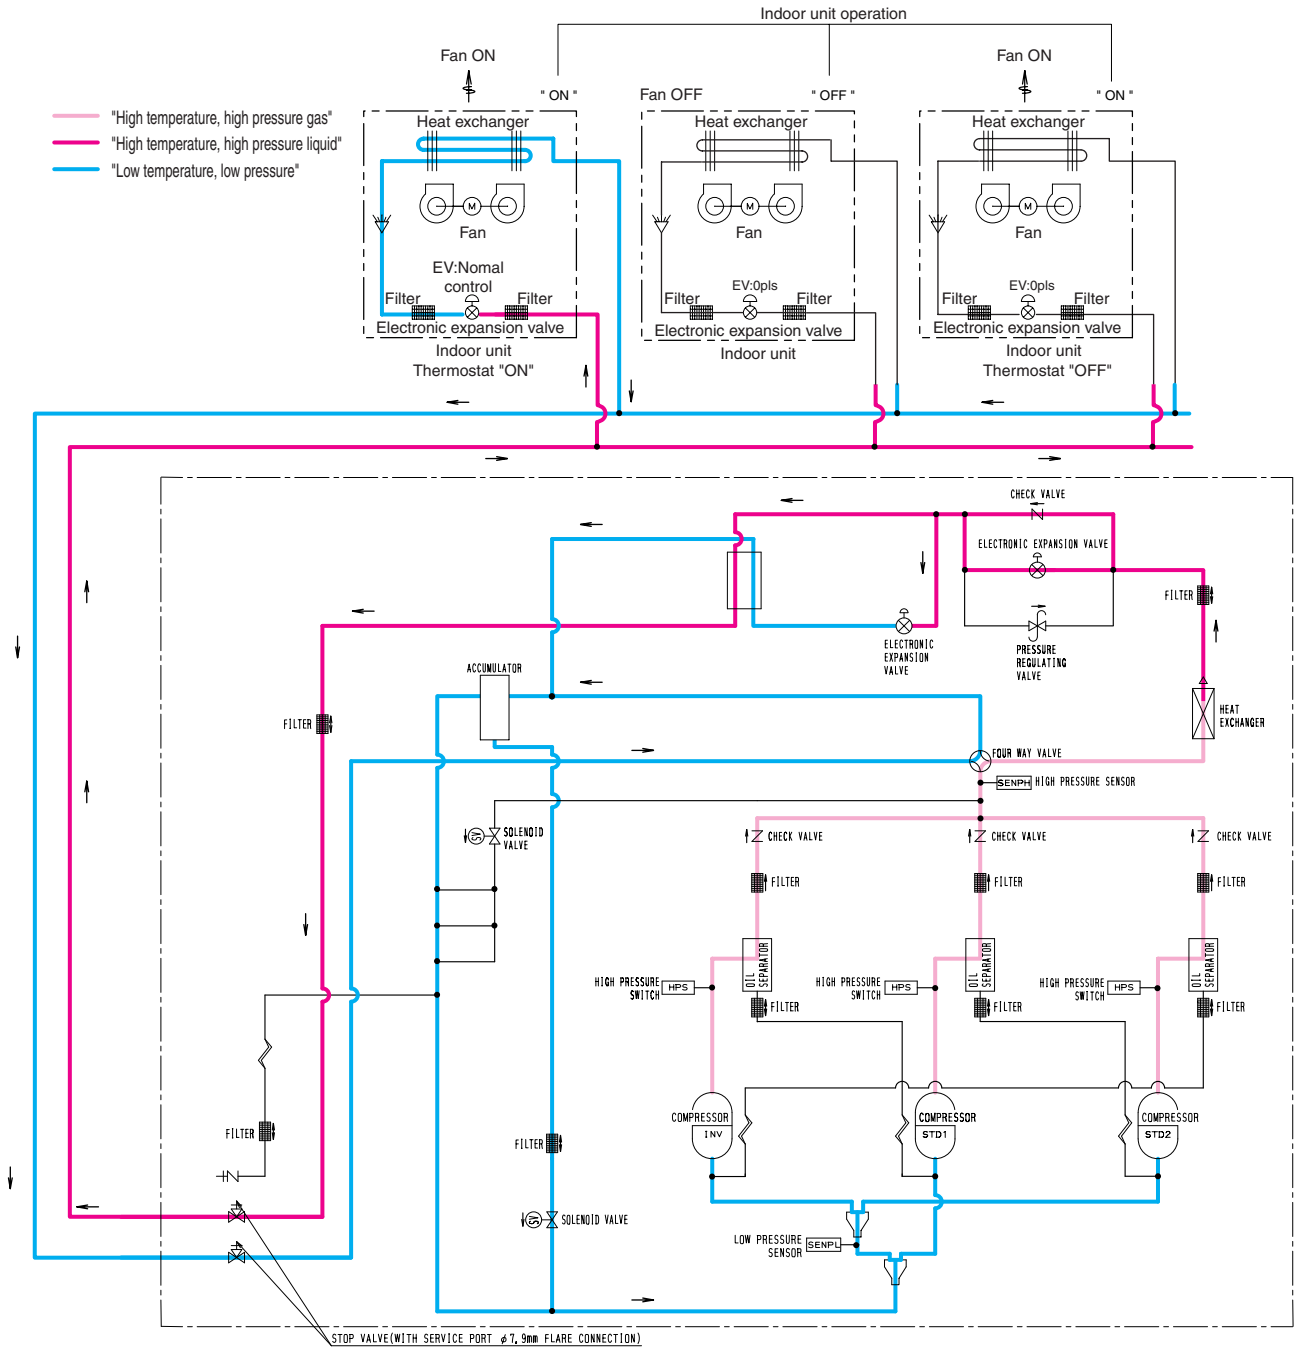 Indoor unit operation
Fan ON
Fan ON
" ON "
Fan OFF
" OFF "
" ON "
"High temperature, high pressure gas"
"High temperature, high pressure liquid"
"Low temperature, low pressure"
Heat exchanger
Heat exchanger
Heat exchanger
M
M
M
Fan
Fan
Fan
EV:Nomal
control
EV:0pls
EV:0pls
Filter
Filter
Filter
Filter
Filter
Filter
Electronic expansion valve
Electronic expansion valve
Electronic expansion valve
Indoor unit
Thermostat "ON"
Indoor unit
Indoor unit
Thermostat "OFF"
CHECK VALVE
ELECTRONIC EXPANSION VALVE
FILTER
ELECTRONIC
EXPANSION
VALVE
PRESSURE
REGULATING
VALVE
ACCUMULATOR
FILTER
HEAT
EXCHANGER
FOUR WAY VALVE
SENPH
HIGH PRESSURE SENSOR
SV
SOLENOID
VALVE
CHECK VALVE
CHECK VALVE
CHECK VALVE
FILTER
FILTER
FILTER
OIL
SEPARATOR
OIL
SEPARATOR
OIL
SEPARATOR
HIGH PRESSURE
SWITCH
HPS
HIGH PRESSURE
SWITCH
HPS
HIGH PRESSURE
SWITCH
HPS
FILTER
FILTER
FILTER
COMPRESSOR
INV
COMPRESSOR
STD1
COMPRESSOR
STD2
FILTER
FILTER
SV
SOLENOID VALVE
LOW PRESSURE
SENSOR
SENPL
STOP VALVE(WITH SERVICE PORT φ7.9mm FLARE CONNECTION)